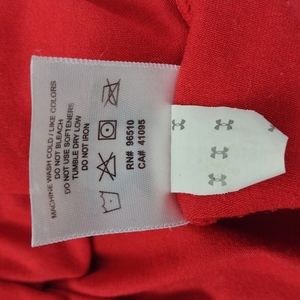 MACHINE WASH COLD / LIKE COLORS
DO NOT BLEACH
DO NOT USE SOFTENERS
TUMBLE DRY LOW
DO NOT IRON
RN# 96510
CA# 41095